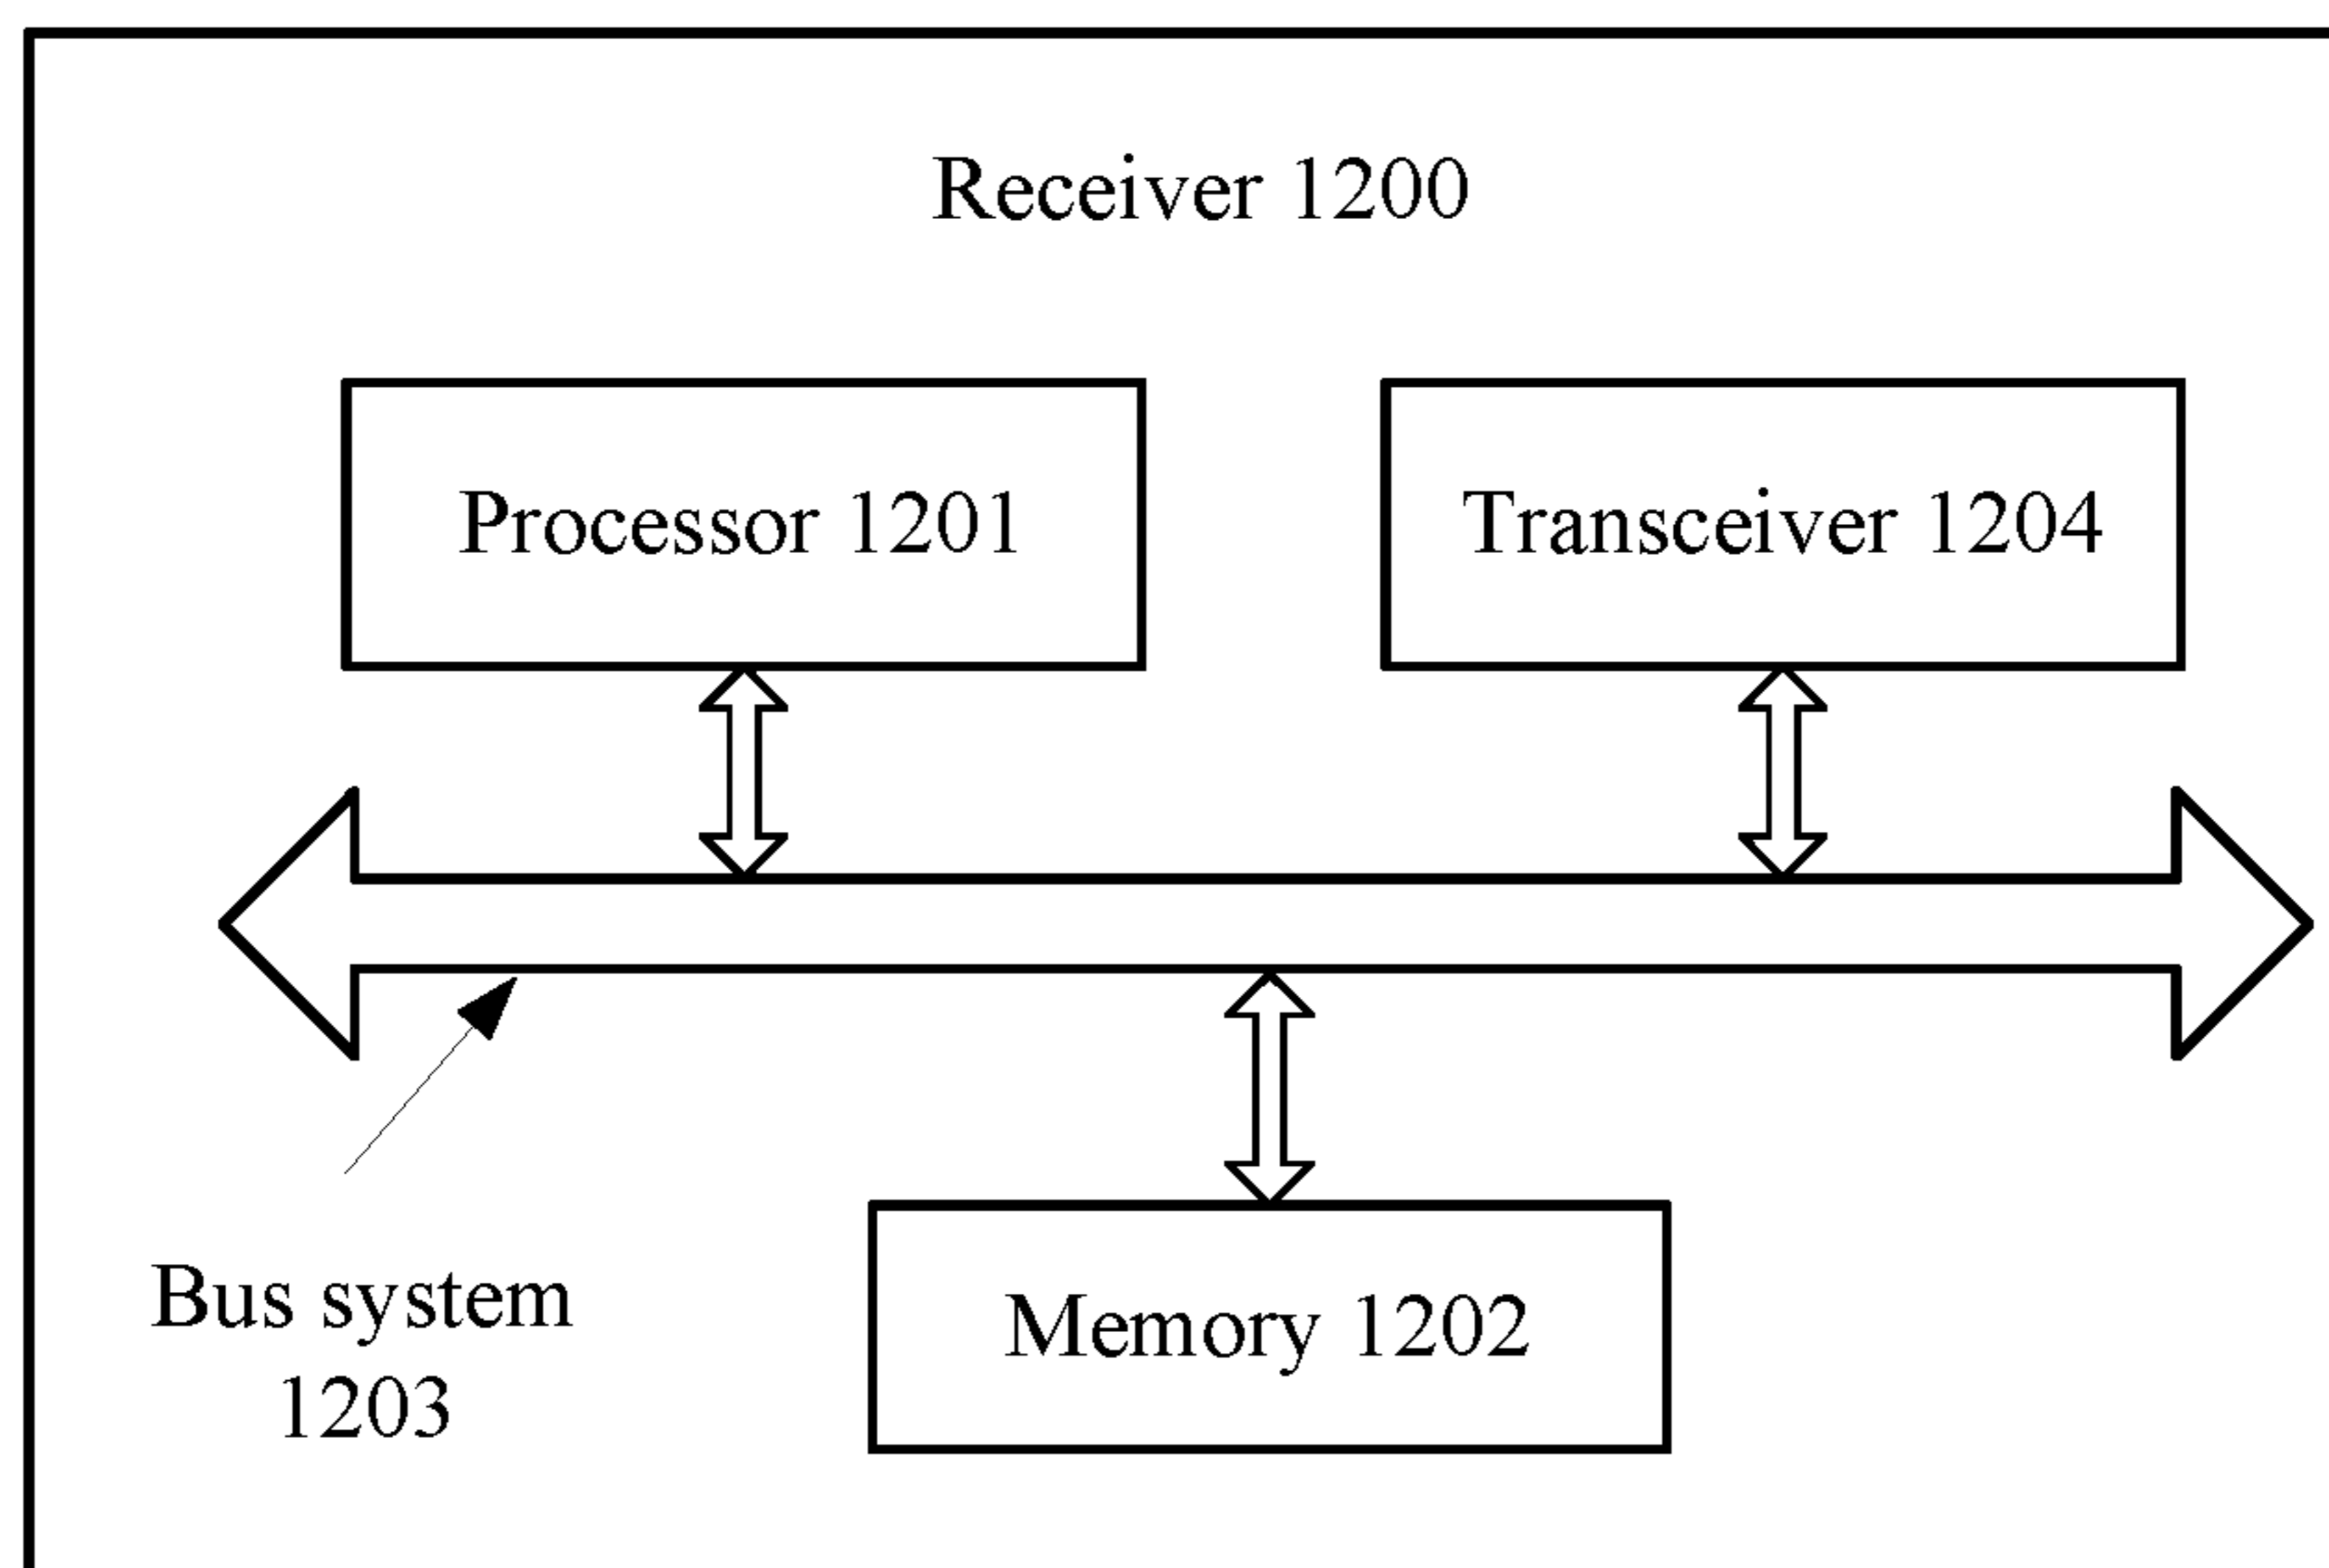 Receiver 1200
Processor 1201
Transceiver 1204
Bus system
1203
Memory 1202